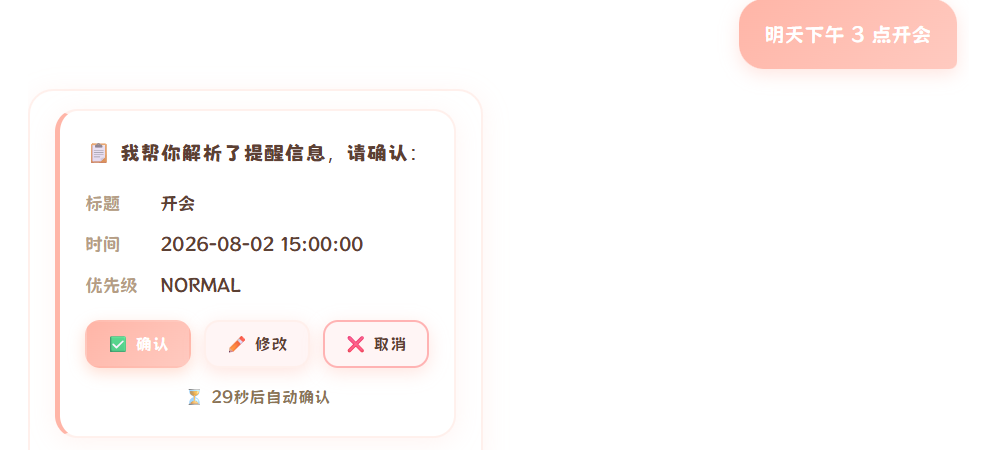 明天下午 3 点开会
📋 我帮你解析了提醒信息，请确认：
标题 开会
时间 2026-08-02 15:00:00
优先级 NORMAL
✅ 确认 ✏️ 修改 ❌ 取消
⏳ 29秒后自动确认